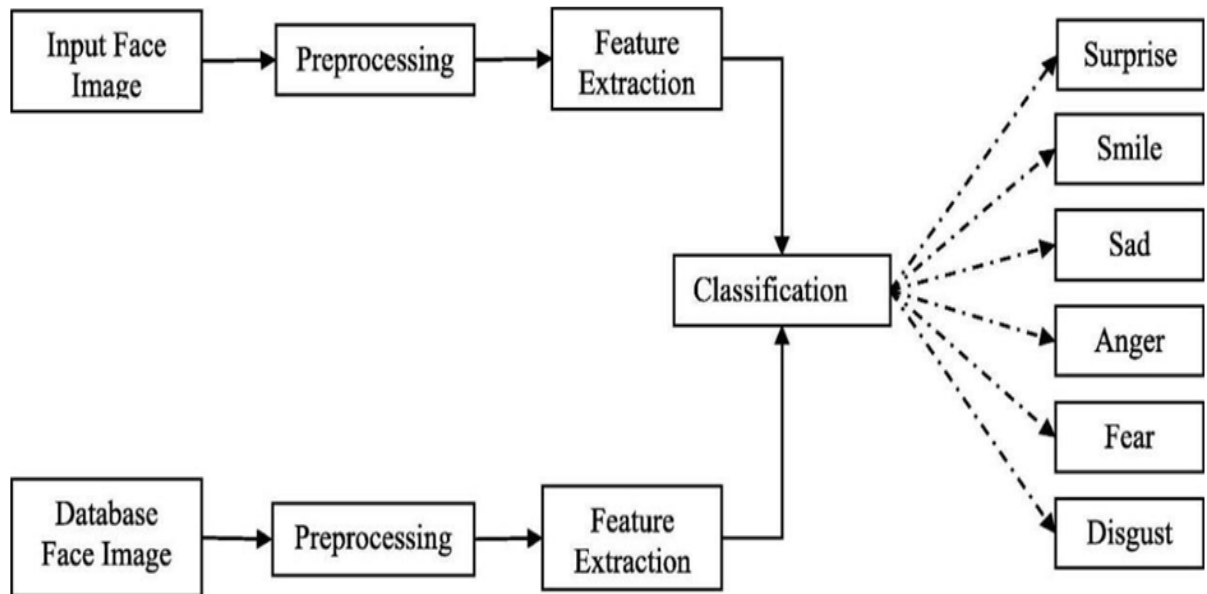 Input Face
Image
Preprocessing
Feature
Extraction
Surprise
Smile
Sad
Classification
Anger
Fear
Database
Face Image
Preprocessing
Feature
Extraction
Disgust